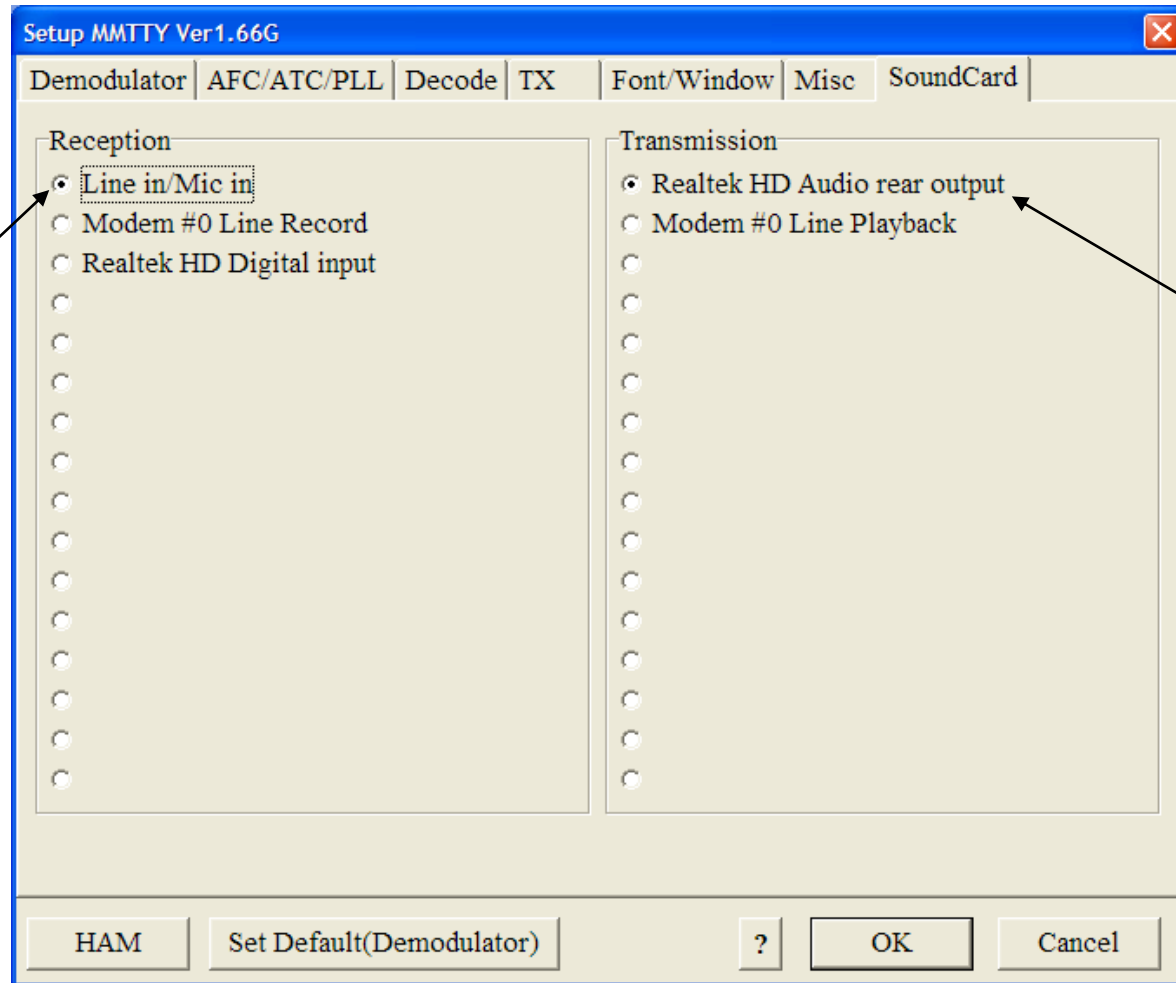 Setup MMTTY Ver1.66G
Demodulator AFC/ATC/PLL Decode TX Font/Window Misc SoundCard
Reception
Line in/Mic in
Modem #0 Line Record
Realtek HD Digital input
Transmission
Realtek HD Audio rear output
Modem #0 Line Playback
HAM Set Default(Demodulator) ? OK Cancel